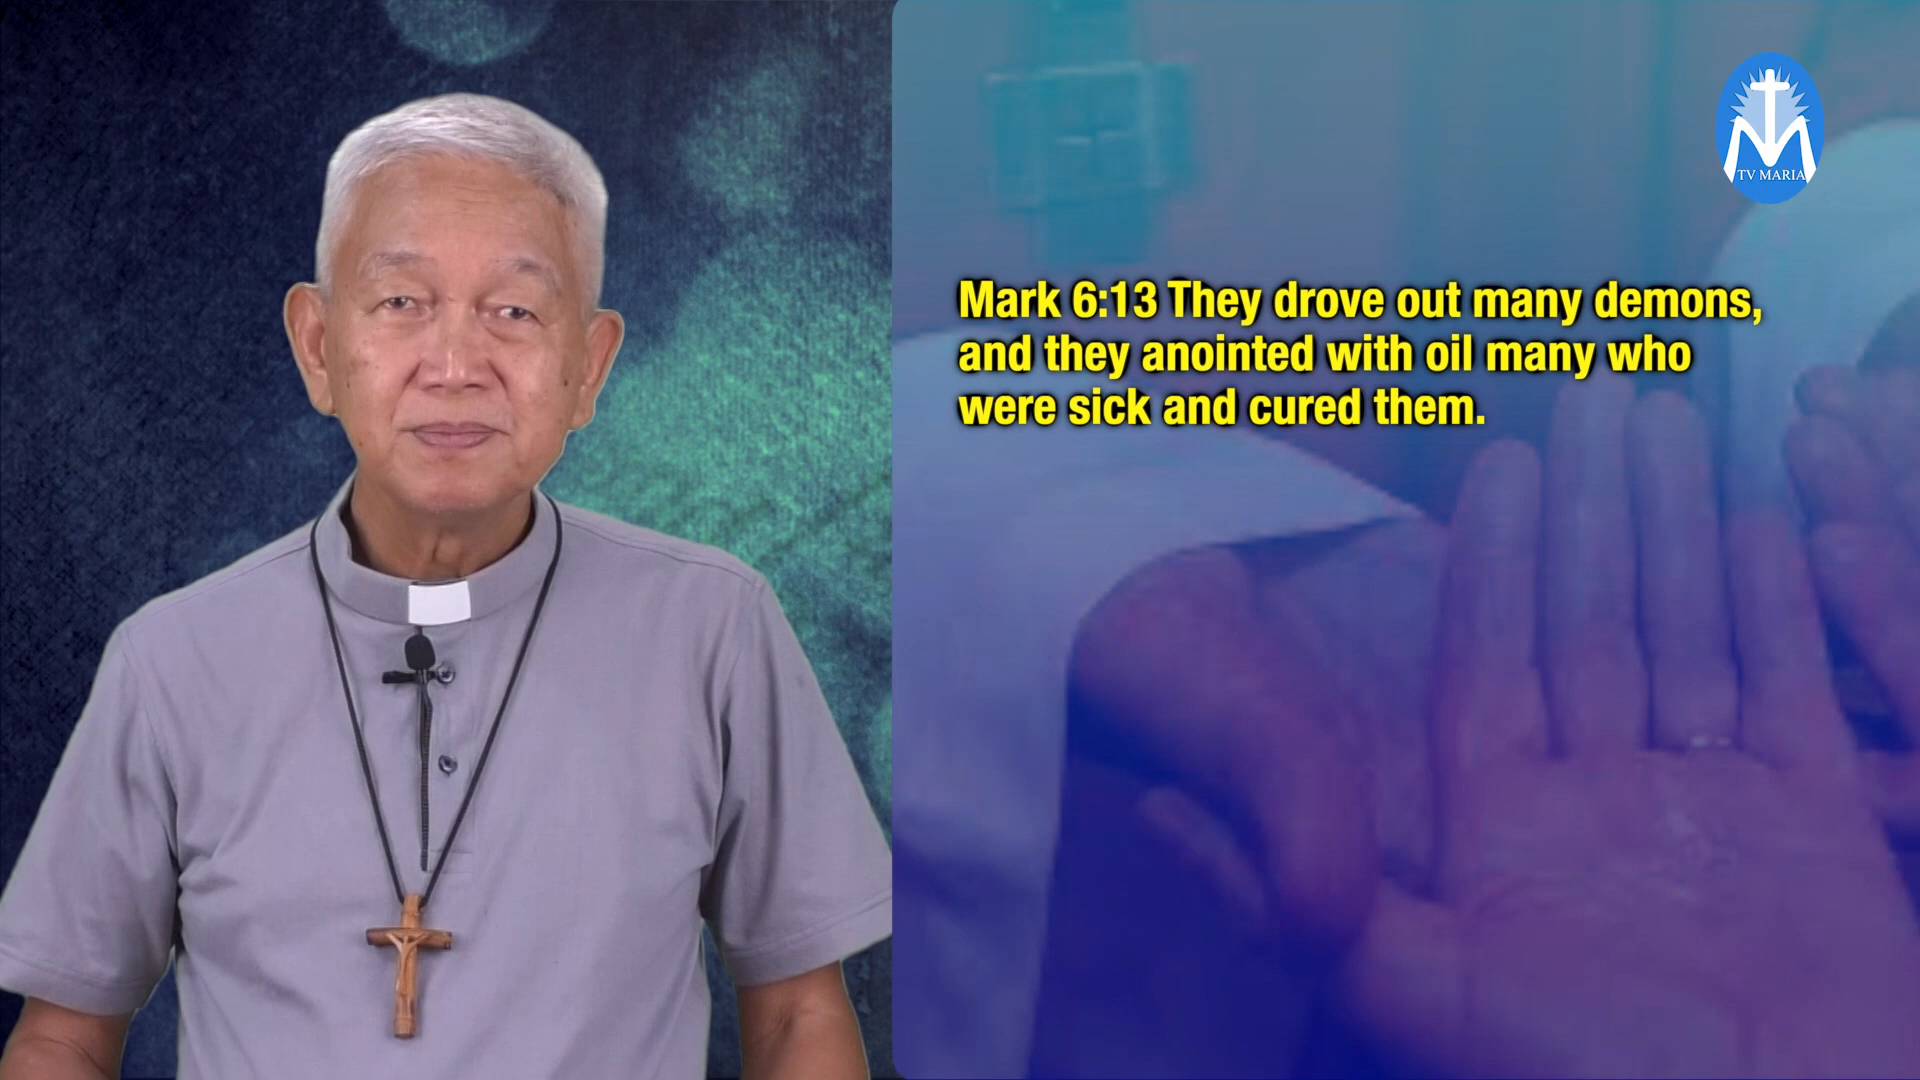 TV MARIA
Mark 6:13 They drove out many demons,
and they anointed with oil many who
were sick and cured them.